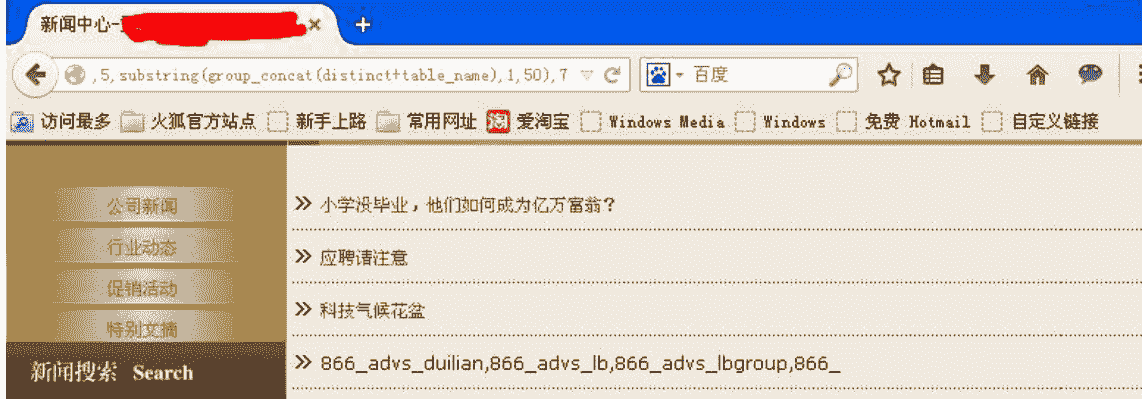 新闻中心-
,5,substring(group_concat(distinct+table_name),1,50),7
百度
访问最多 火狐官方站点 新手上路 常用网址 爱淘宝 Windows Media Windows 免费 Hotmail 自定义链接
公司新闻
行业动态
促销活动
特别文摘
新闻搜索 Search
» 小学没毕业，他们如何成为亿万富翁？
» 应聘请注意
» 科技气候花盆
» 866_advs_duilian,866_advs_lb,866_advs_lbgroup,866_